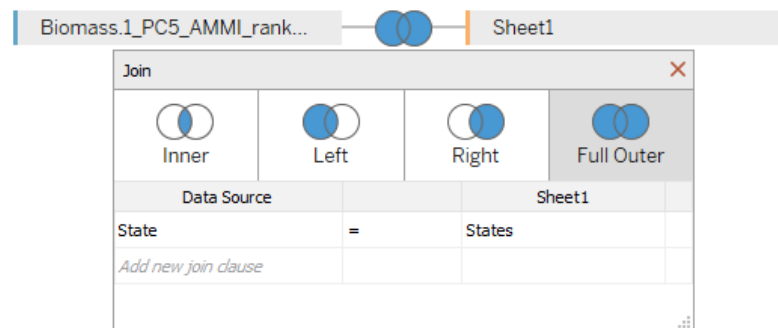 Biomass.1_PC5_AMMI_rank... Sheet1
Join
Inner Left Right Full Outer
Data Source Sheet1
State = States
Add new join clause